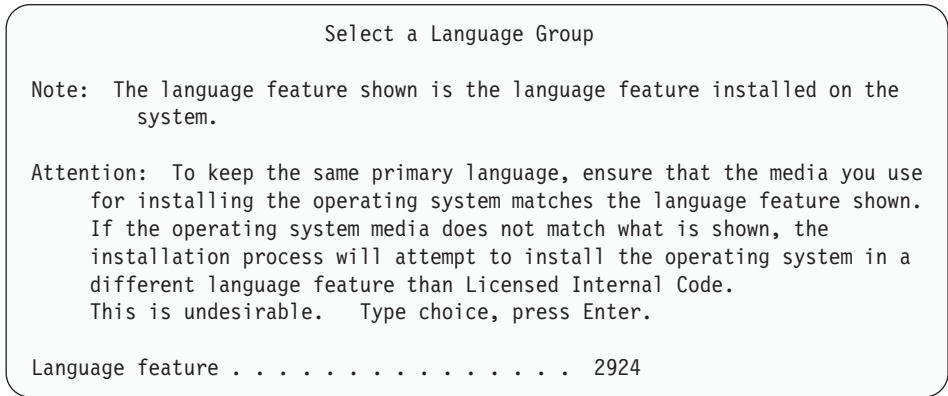 Select a Language Group
Note: The language feature shown is the language feature installed on the
system.
Attention: To keep the same primary language, ensure that the media you use
for installing the operating system matches the language feature shown.
If the operating system media does not match what is shown, the
installation process will attempt to install the operating system in a
different language feature than Licensed Internal Code.
This is undesirable. Type choice, press Enter.
Language feature . . . . . . . . . . . . . . . 2924